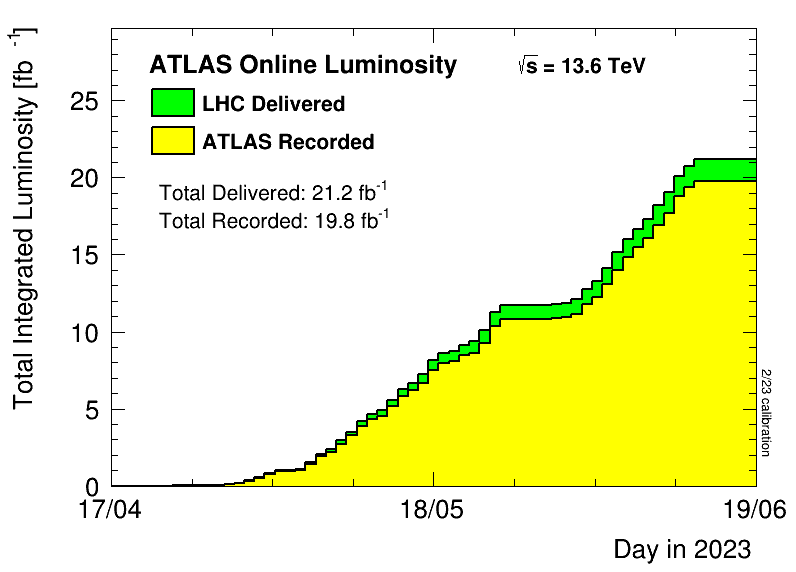 Total Integrated Luminosity [fb⁻¹]
ATLAS Online Luminosity √s = 13.6 TeV
LHC Delivered
ATLAS Recorded
Total Delivered: 21.2 fb⁻¹
Total Recorded: 19.8 fb⁻¹
25
20
15
10
5
0
17/04 18/05 19/06
Day in 2023
2/23 calibration